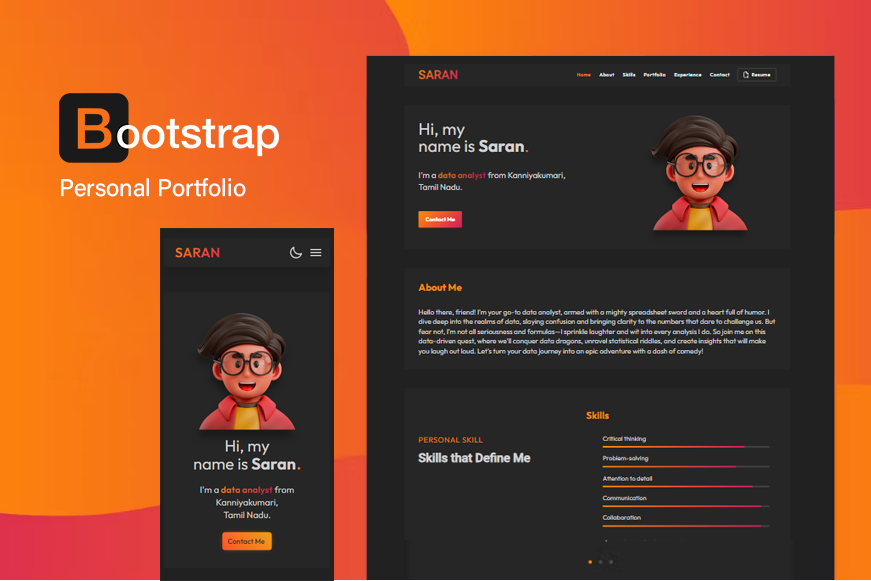 Bootstrap
Personal Portfolio
SARAN
Hi, my
name is Saran.
I'm a data analyst from
Kanniyakumari,
Tamil Nadu.
Contact Me
SARAN
Home About Skills Portfolio Experience Contact Resume
Hi, my
name is Saran.
I'm a data analyst from Kanniyakumari,
Tamil Nadu.
Contact Me
About Me
Hello there, friend! I'm your go-to data analyst, armed with a mighty spreadsheet sword and a heart full of humor. I
dive deep into the realms of data, slaying confusion and bringing clarity to the numbers that dare to challenge us. But
fear not, I'm not all seriousness and formulas—I sprinkle laughter and wit into every analysis I do. So join me on this
data-driven quest, where we'll conquer data dragons, unravel statistical riddles, and create insights that will make
you laugh out loud. Let's turn your data journey into an epic adventure with a dash of comedy!
Skills
PERSONAL SKILL
Skills that Define Me
Critical thinking
Problem-solving
Attention to detail
Communication
Collaboration